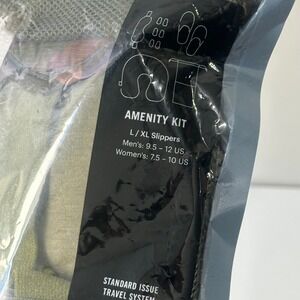 AMENITY KIT
L / XL Slippers
Men's: 9.5 – 12 US
Women's: 7.5 – 10 US
STANDARD ISSUE
TRAVEL SYSTEM